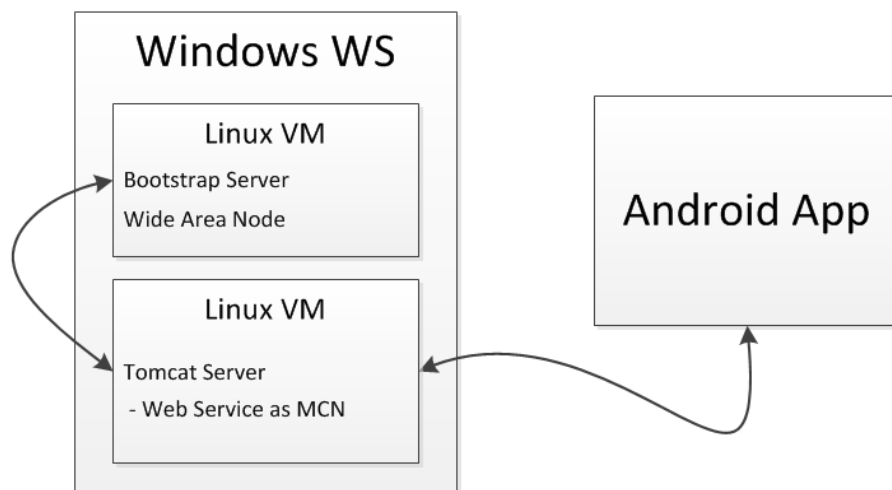 Windows WS
Linux VM
Bootstrap Server
Wide Area Node
Linux VM
Tomcat Server
- Web Service as MCN
Android App